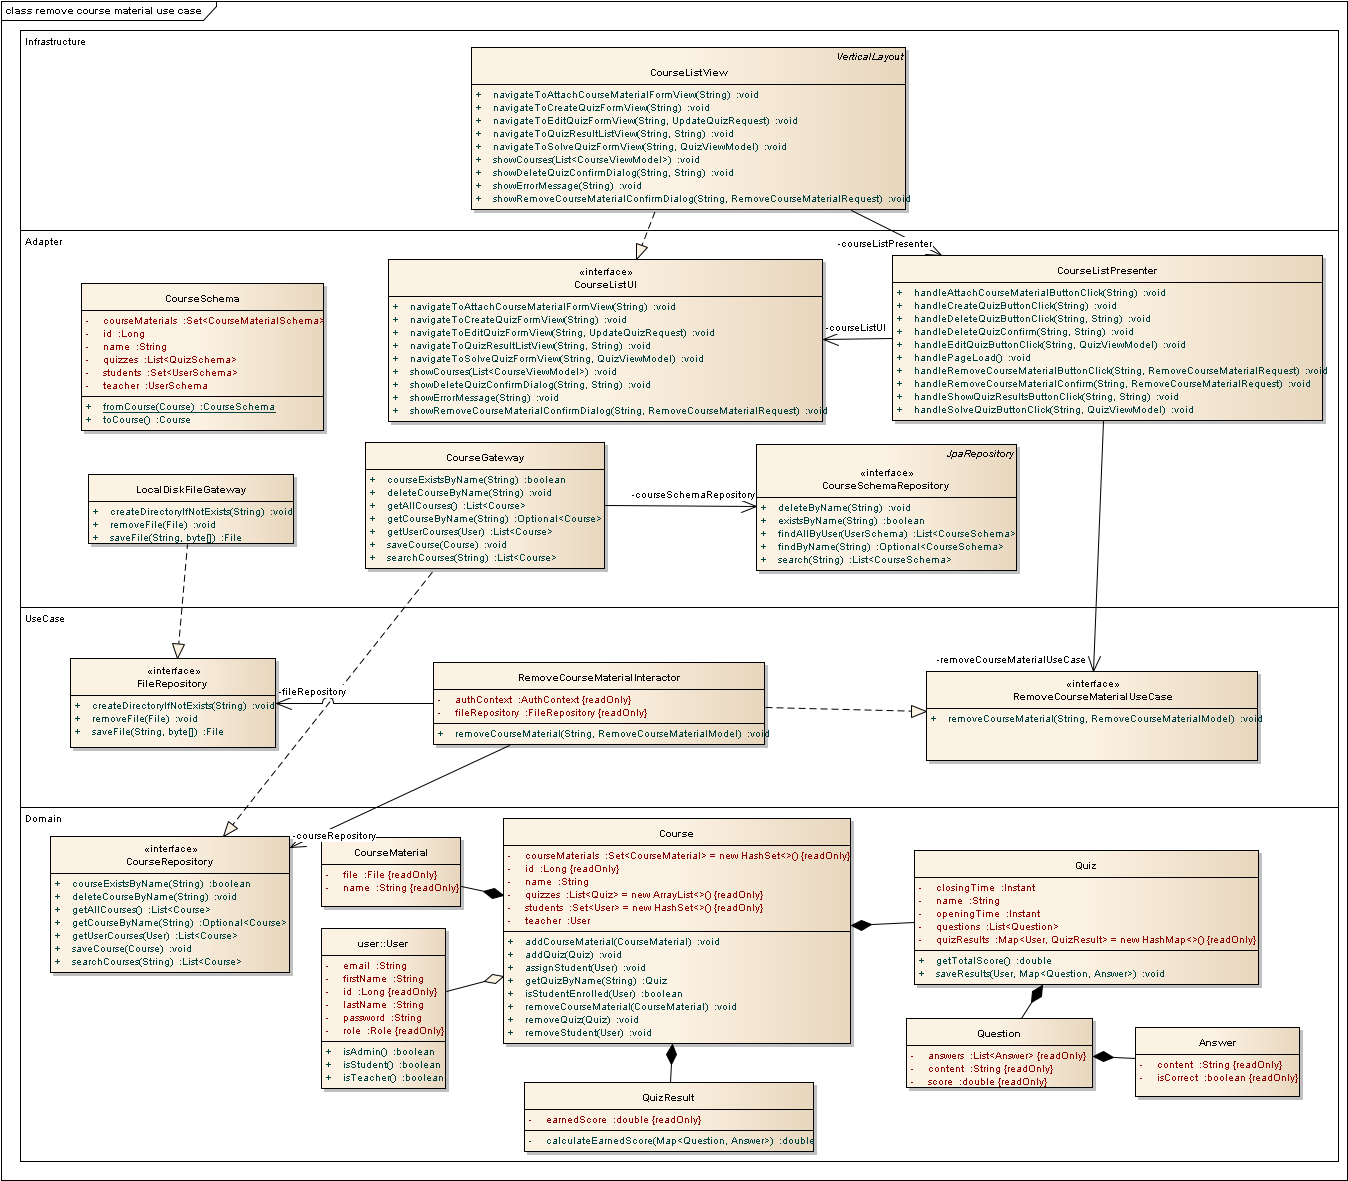 class remove course material use case
Infrastructure
VerticalLayout
CourseListView
+ navigateToAttachCourseMaterialFormView(String) :void
+ navigateToCreateQuizFormView(String) :void
+ navigateToEditQuizFormView(String, UpdateQuizRequest) :void
+ navigateToQuizResultListView(String, String) :void
+ navigateToSolveQuizFormView(String, QuizViewModel) :void
+ showCourses(List<CourseViewModel>) :void
+ showDeleteQuizConfirmDialog(String, String) :void
+ showErrorMessage(String) :void
+ showRemoveCourseMaterialConfirmDialog(String, RemoveCourseMaterialRequest) :void
Adapter
-courseListPresenter
CourseSchema
- courseMaterials :Set<CourseMaterialSchema>
- id :Long
- name :String
- quizzes :List<QuizSchema>
- students :Set<UserSchema>
- teacher :UserSchema
+ fromCourse(Course) :CourseSchema
+ toCourse() :Course
«interface»
CourseListUI
+ navigateToAttachCourseMaterialFormView(String) :void
+ navigateToCreateQuizFormView(String) :void
+ navigateToEditQuizFormView(String, UpdateQuizRequest) :void
+ navigateToQuizResultListView(String, String) :void
+ navigateToSolveQuizFormView(String, QuizViewModel) :void
+ showCourses(List<CourseViewModel>) :void
+ showDeleteQuizConfirmDialog(String, String) :void
+ showErrorMessage(String) :void
+ showRemoveCourseMaterialConfirmDialog(String, RemoveCourseMaterialRequest) :void
-courseListUI
CourseListPresenter
+ handleAttachCourseMaterialButtonClick(String) :void
+ handleCreateQuizButtonClick(String) :void
+ handleDeleteQuizButtonClick(String, String) :void
+ handleDeleteQuizConfirm(String, String) :void
+ handleEditQuizButtonClick(String, QuizViewModel) :void
+ handlePageLoad() :void
+ handleRemoveCourseMaterialButtonClick(String, RemoveCourseMaterialRequest) :void
+ handleRemoveCourseMaterialConfirm(String, RemoveCourseMaterialRequest) :void
+ handleShowQuizResultsButtonClick(String, String) :void
+ handleSolveQuizButtonClick(String, QuizViewModel) :void
LocalDiskFileGateway
+ createDirectoryIfNotExists(String) :void
+ removeFile(File) :void
+ saveFile(String, byte[]) :File
CourseGateway
+ courseExistsByName(String) :boolean
+ deleteCourseByName(String) :void
+ getAllCourses() :List<Course>
+ getCourseByName(String) :Optional<Course>
+ getUserCourses(User) :List<Course>
+ saveCourse(Course) :void
+ searchCourses(String) :List<Course>
-courseSchemaRepository
JpaRepository
«interface»
CourseSchemaRepository
+ deleteByName(String) :void
+ existsByName(String) :boolean
+ findAllByUser(UserSchema) :List<CourseSchema>
+ findByName(String) :Optional<CourseSchema>
+ search(String) :List<CourseSchema>
UseCase
«interface»
FileRepository
+ createDirectoryIfNotExists(String) :void
+ removeFile(File) :void
+ saveFile(String, byte[]) :File
-fileRepository
RemoveCourseMaterialInteractor
- authContext :AuthContext {readOnly}
- fileRepository :FileRepository {readOnly}
+ removeCourseMaterial(String, RemoveCourseMaterialModel) :void
-removeCourseMaterialUseCase
«interface»
RemoveCourseMaterialUseCase
+ removeCourseMaterial(String, RemoveCourseMaterialModel) :void
Domain
-courseRepository
«interface»
CourseRepository
+ courseExistsByName(String) :boolean
+ deleteCourseByName(String) :void
+ getAllCourses() :List<Course>
+ getCourseByName(String) :Optional<Course>
+ getUserCourses(User) :List<Course>
+ saveCourse(Course) :void
+ searchCourses(String) :List<Course>
CourseMaterial
- file :File {readOnly}
- name :String {readOnly}
user::User
- email :String
- firstName :String
- id :Long {readOnly}
- lastName :String
- password :String
- role :Role {readOnly}
+ isAdmin() :boolean
+ isStudent() :boolean
+ isTeacher() :boolean
Course
- courseMaterials :Set<CourseMaterial> = new HashSet<>() {readOnly}
- id :Long {readOnly}
- name :String
- quizzes :List<Quiz> = new ArrayList<>() {readOnly}
- students :Set<User> = new HashSet<>() {readOnly}
- teacher :User
+ addCourseMaterial(CourseMaterial) :void
+ addQuiz(Quiz) :void
+ assignStudent(User) :void
+ getQuizByName(String) :Quiz
+ isStudentEnrolled(User) :boolean
+ removeCourseMaterial(CourseMaterial) :void
+ removeQuiz(Quiz) :void
+ removeStudent(User) :void
Quiz
- closingTime :Instant
- name :String
- openingTime :Instant
- questions :List<Question>
- quizResults :Map<User, QuizResult> = new HashMap<>() {readOnly}
+ getTotalScore() :double
+ saveResults(User, Map<Question, Answer>) :void
Question
- answers :List<Answer> {readOnly}
- content :String {readOnly}
- score :double {readOnly}
Answer
- content :String {readOnly}
- isCorrect :boolean {readOnly}
QuizResult
- earnedScore :double {readOnly}
- calculateEarnedScore(Map<Question, Answer>) :double